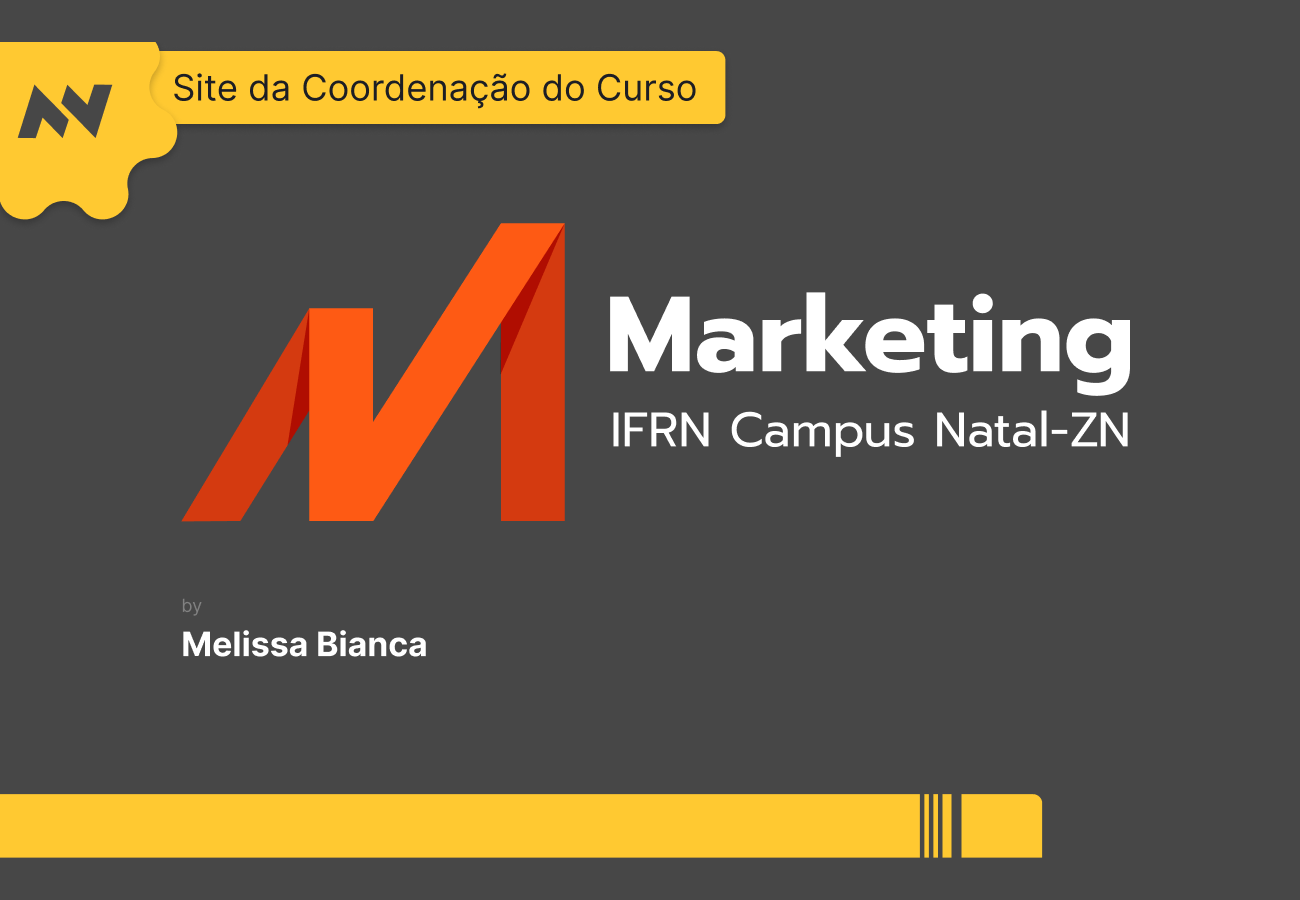 Site da Coordenação do Curso
Marketing
IFRN Campus Natal-ZN
by
Melissa Bianca